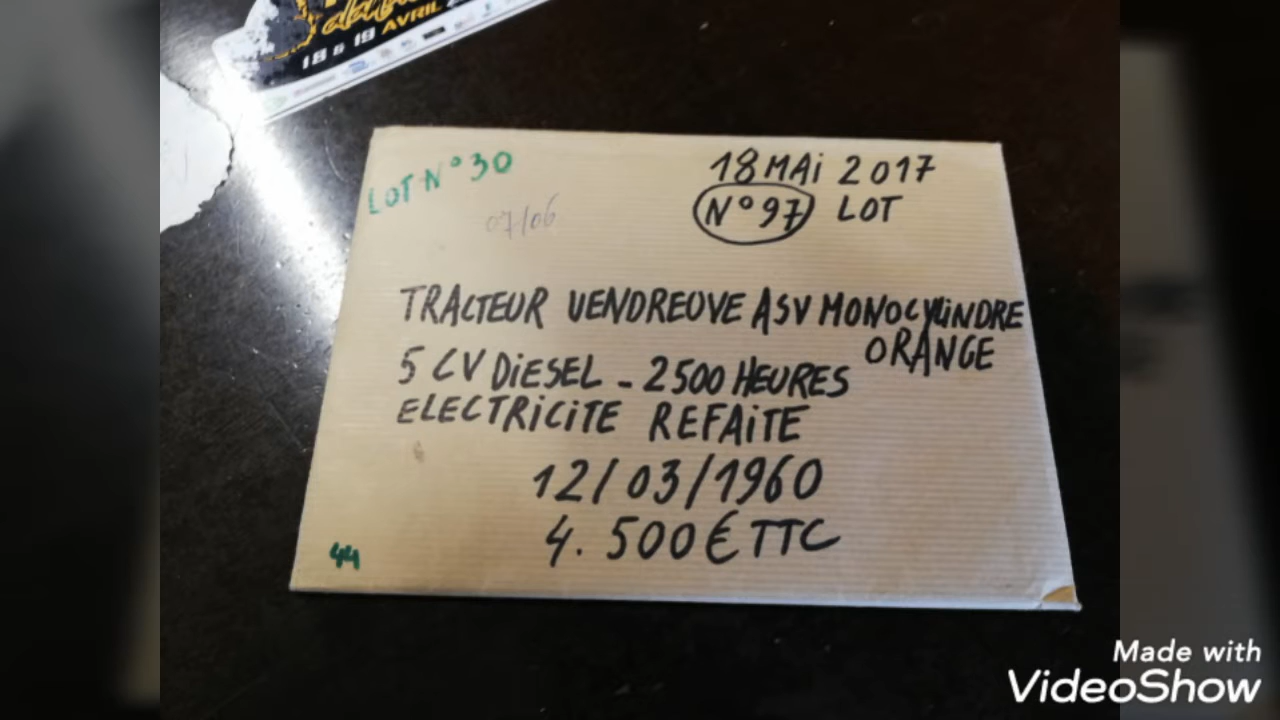 18 & 19 AVRIL
LOT N°30
18 MAi 2017
07/06
N°97 LOT
TRACTEUR VENDREUVE ASV MONOCYLINDRE
ORANGE
5 CV DiESEL - 2500 HEURES
ELECTRiCiTE REFAiTE
12/03/1960
4.500€ TTC
44
Made with
VideoShow